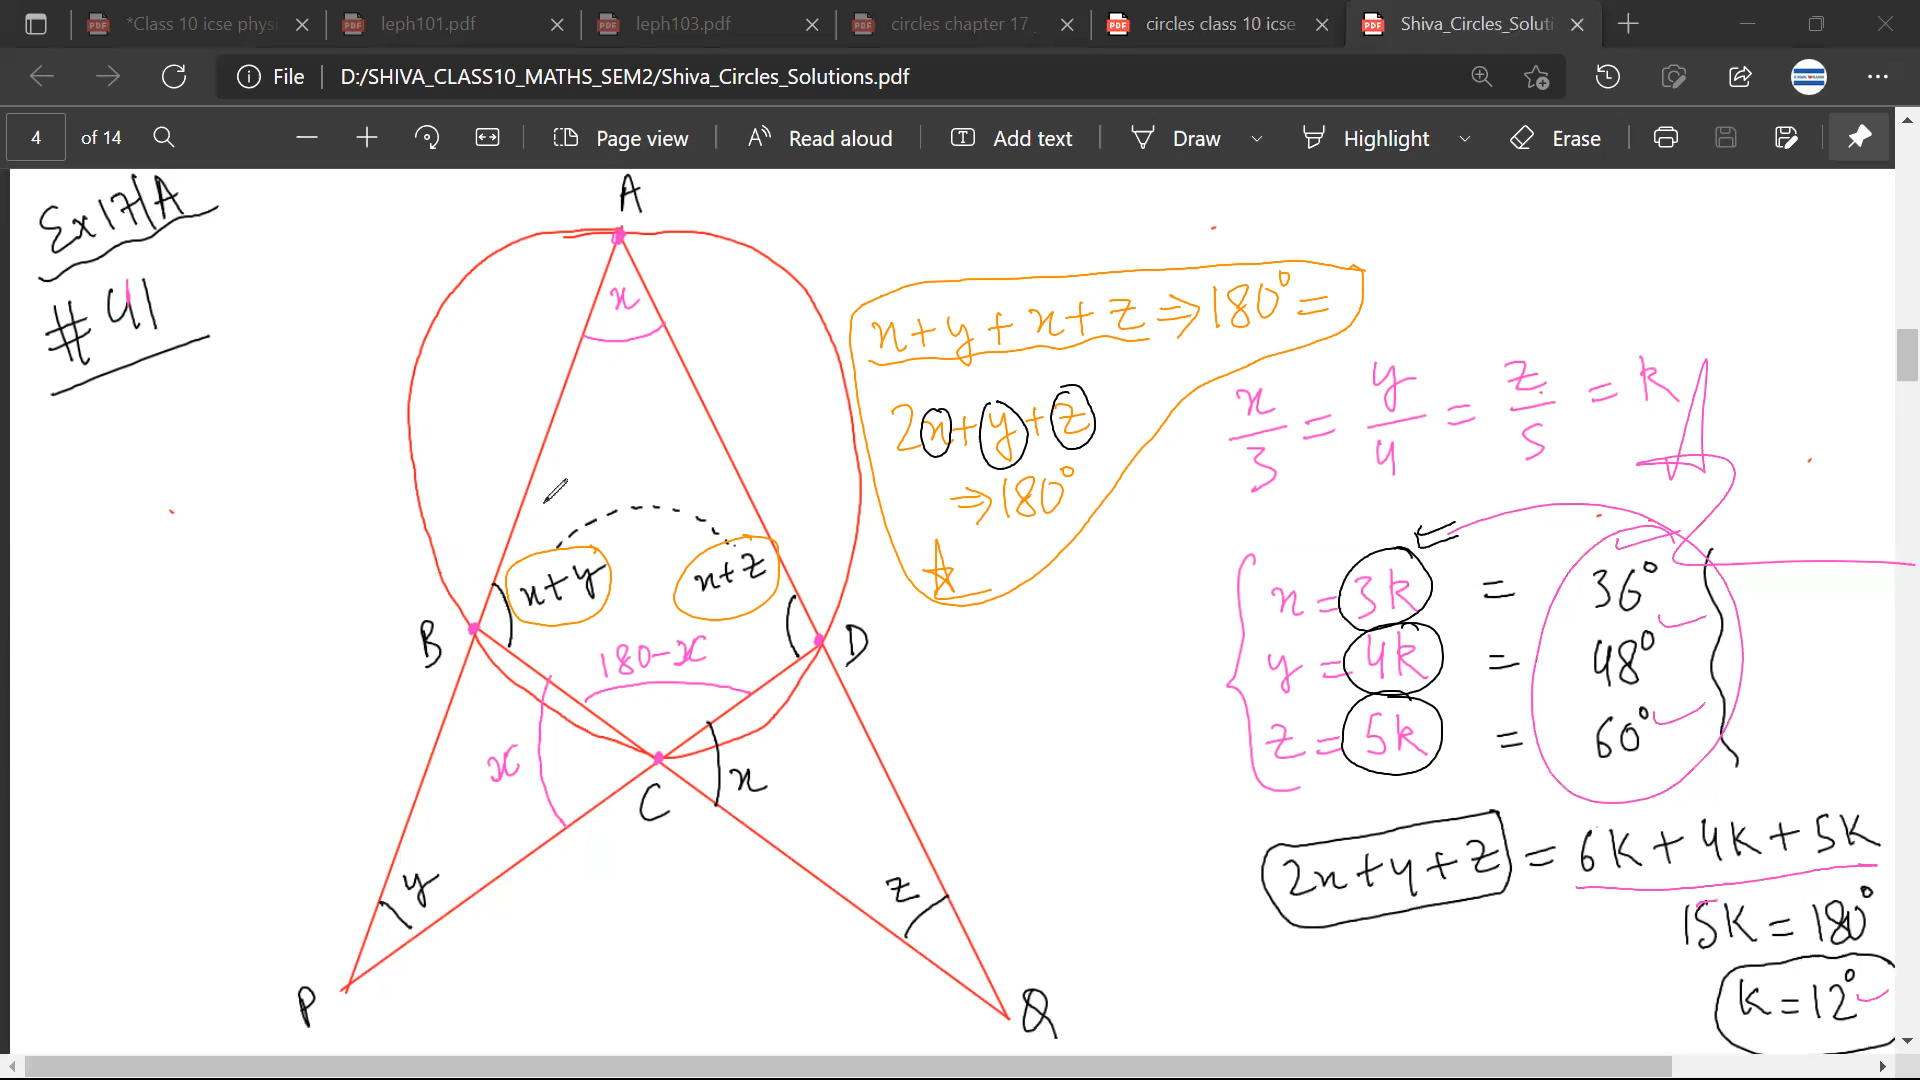 *Class 10 icse physi
leph101.pdf
leph103.pdf
circles chapter 17
circles class 10 icse
Shiva_Circles_Soluti
File
D:/SHIVA_CLASS10_MATHS_SEM2/Shiva_Circles_Solutions.pdf
4 of 14
Page view
Read aloud
Add text
Draw
Highlight
Erase
Ex 17/A
# 41
A
x
x+y
x+z
B
D
180-x
x
C
x
y
z
P
Q
x+y+x+z ⇒ 180° =
2x+y+z
⇒ 180°
x/3 = y/4 = z/5 = k
x = 3k = 36°
y = 4k = 48°
z = 5k = 60°
2x+y+z = 6k+4k+5k
15k = 180°
k = 12°